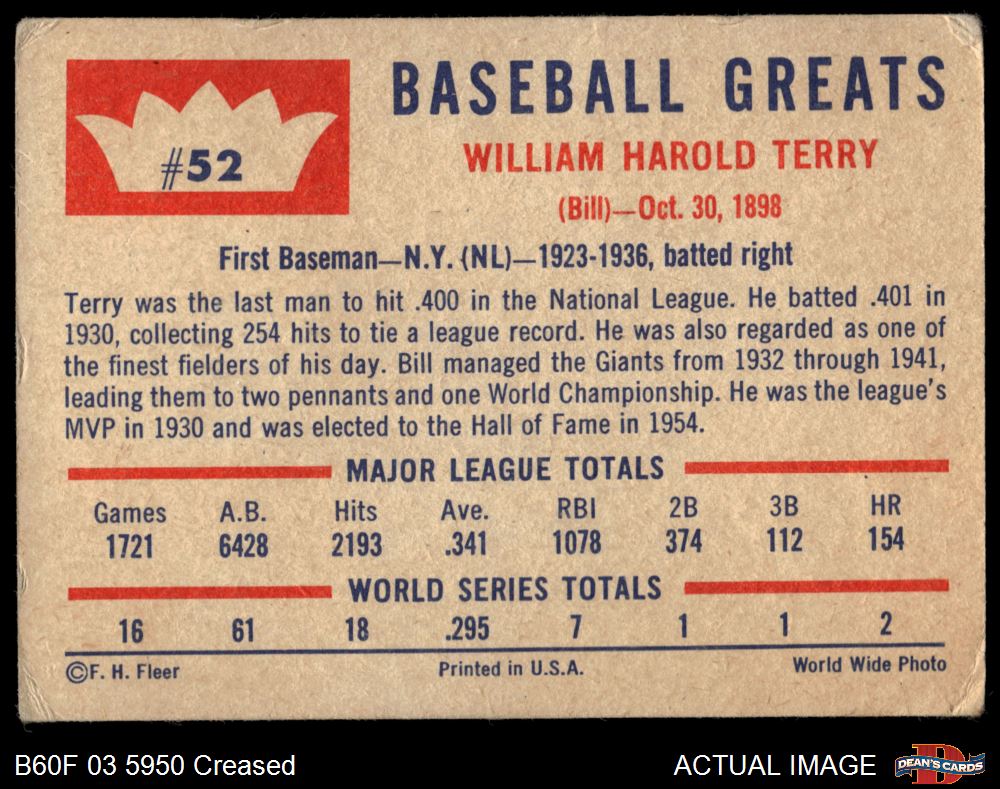 #52
BASEBALL GREATS
WILLIAM HAROLD TERRY
(Bill)—Oct. 30, 1898
First Baseman—N.Y. (NL)—1923-1936, batted right
Terry was the last man to hit .400 in the National League. He batted .401 in
1930, collecting 254 hits to tie a league record. He was also regarded as one of
the finest fielders of his day. Bill managed the Giants from 1932 through 1941,
leading them to two pennants and one World Championship. He was the league's
MVP in 1930 and was elected to the Hall of Fame in 1954.
MAJOR LEAGUE TOTALS
Games A.B. Hits Ave. RBI 2B 3B HR
1721 6428 2193 .341 1078 374 112 154
WORLD SERIES TOTALS
16 61 18 .295 7 1 1 2
©F. H. Fleer Printed in U.S.A. World Wide Photo
B60F 03 5950 Creased ACTUAL IMAGE D DEAN'S CARDS